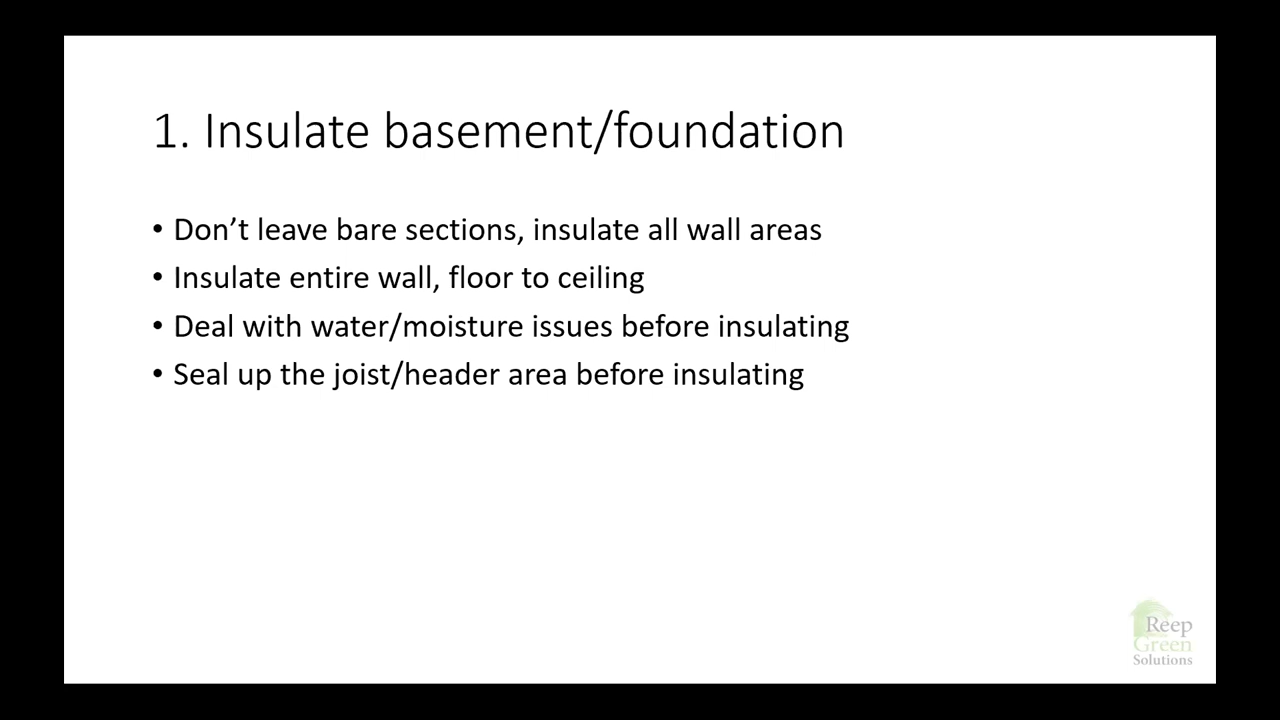 1. Insulate basement/foundation
• Don’t leave bare sections, insulate all wall areas
• Insulate entire wall, floor to ceiling
• Deal with water/moisture issues before insulating
• Seal up the joist/header area before insulating
Reep
Green
Solutions